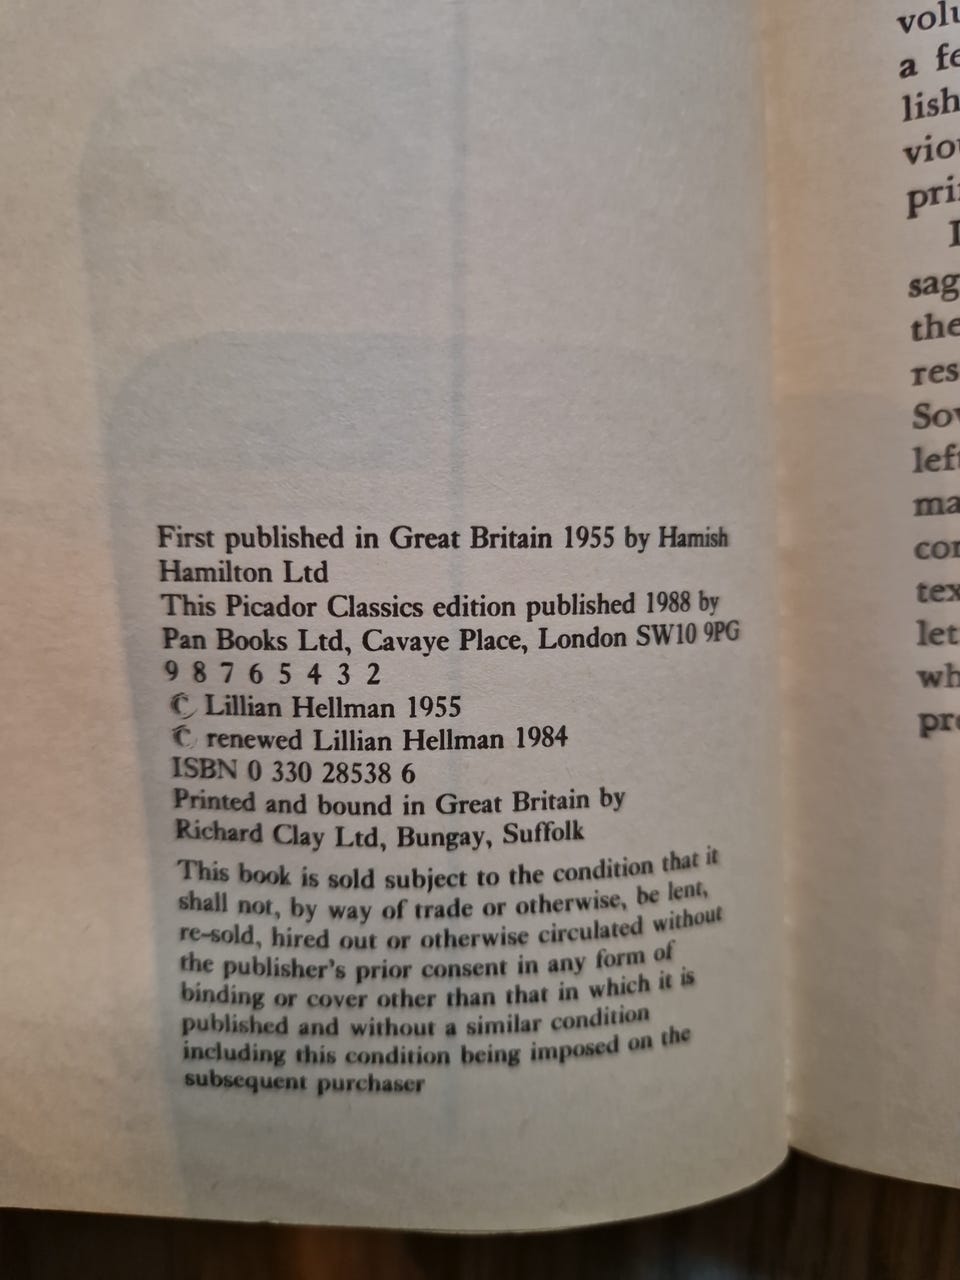 First published in Great Britain 1955 by Hamish
Hamilton Ltd
This Picador Classics edition published 1988 by
Pan Books Ltd, Cavaye Place, London SW10 9PG
9 8 7 6 5 4 3 2
© Lillian Hellman 1955
© renewed Lillian Hellman 1984
ISBN 0 330 28538 6
Printed and bound in Great Britain by
Richard Clay Ltd, Bungay, Suffolk
This book is sold subject to the condition that it
shall not, by way of trade or otherwise, be lent,
re-sold, hired out or otherwise circulated without
the publisher's prior consent in any form of
binding or cover other than that in which it is
published and without a similar condition
including this condition being imposed on the
subsequent purchaser
a
the